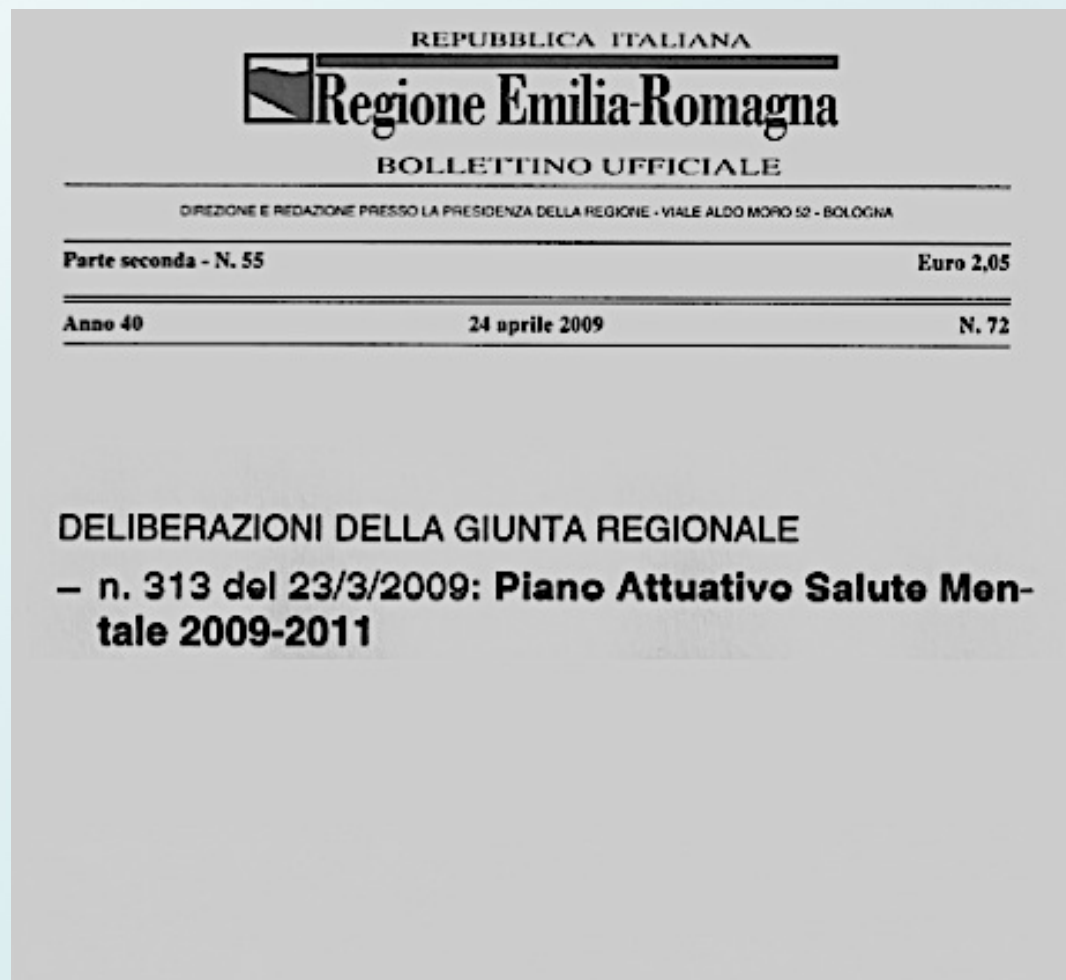 REPUBBLICA ITALIANA
Regione Emilia-Romagna
BOLLETTINO UFFICIALE
DIREZIONE E REDAZIONE PRESSO LA PRESIDENZA DELLA REGIONE - VIALE ALDO MORO 52 - BOLOGNA
Parte seconda - N. 55 Euro 2,05
Anno 40 24 aprile 2009 N. 72
DELIBERAZIONI DELLA GIUNTA REGIONALE
– n. 313 del 23/3/2009: Piano Attuativo Salute Men-
tale 2009-2011